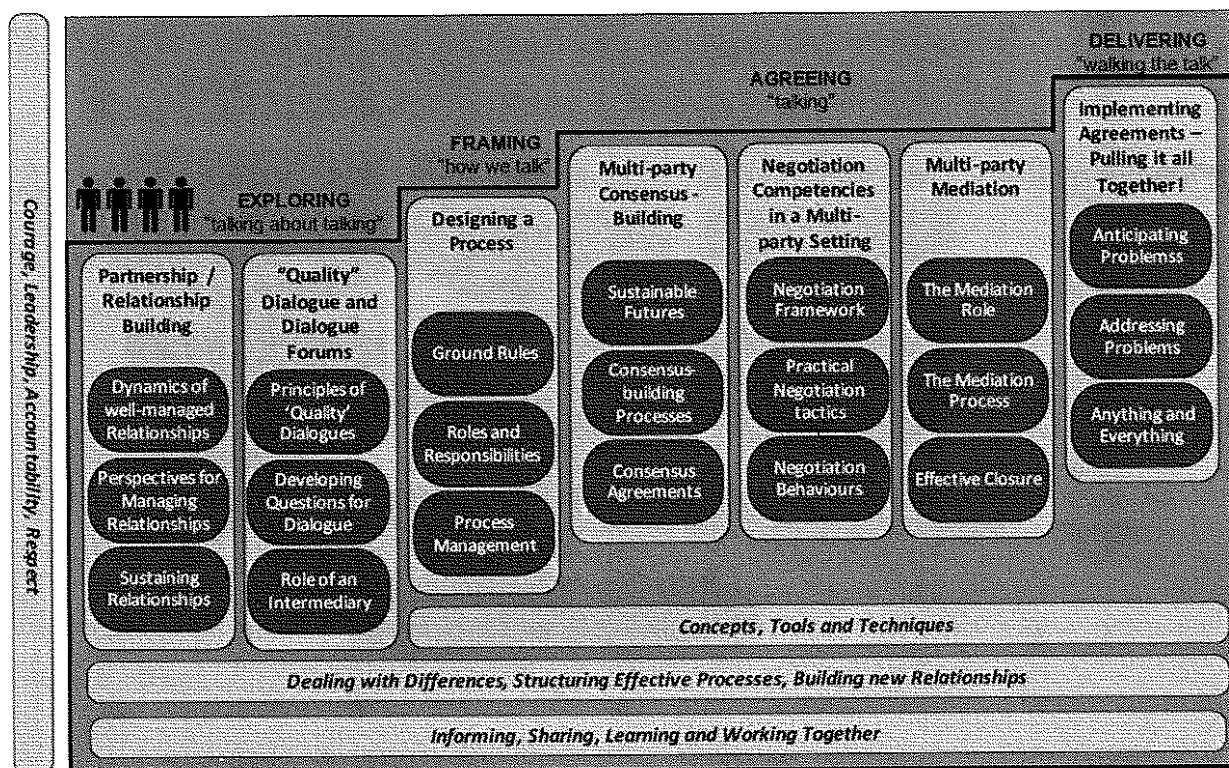 Courage, Leadership, Accountability, Respect
EXPLORING
"talking about talking"
Partnership /
Relationship
Building
Dynamics of
well-managed
Relationships
Perspectives for
Managing
Relationships
Sustaining
Relationships
"Quality"
Dialogue and
Dialogue
Forums
Principles of
'Quality'
Dialogues
Developing
Questions for
Dialogue
Role of an
Intermediary
FRAMING
"how we talk"
Designing a
Process
Ground Rules
Roles and
Responsibilities
Process
Management
AGREEING
"talking"
Multi-party
Consensus -
Building
Sustainable
Futures
Consensus-
building
Processes
Consensus
Agreements
Negotiation
Competencies
in a Multi-
party Setting
Negotiation
Framework
Practical
Negotiation
tactics
Negotiation
Behaviours
Multi-party
Mediation
The Mediation
Role
The Mediation
Process
Effective Closure
DELIVERING
"walking the talk"
Implementing
Agreements –
Pulling it all
Together!
Anticipating
Problemss
Addressing
Problems
Anything and
Everything
Concepts, Tools and Techniques
Dealing with Differences, Structuring Effective Processes, Building new Relationships
Informing, Sharing, Learning and Working Together